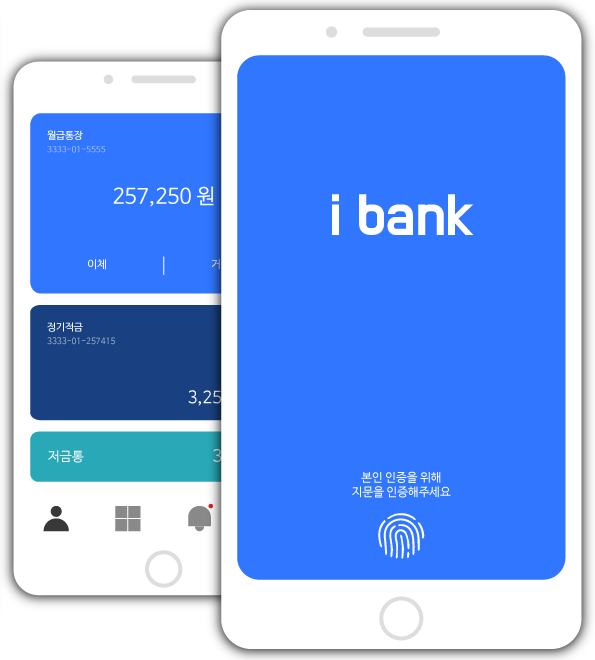 월급통장
3333-01-5555
257,250 원
이체
거
정기적금
3333-01-257415
3,25
저금통
3
i bank
본인 인증을 위해
지문을 인증해주세요